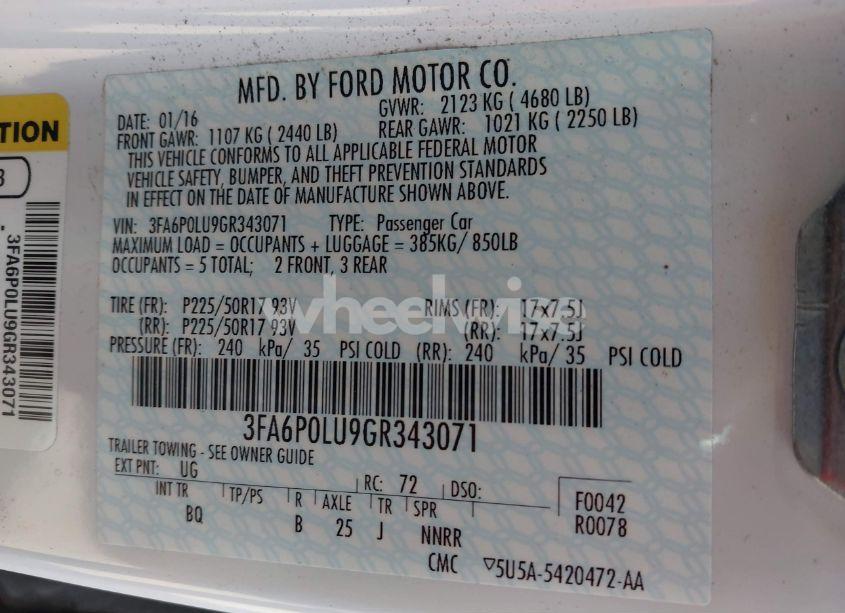 MFD. BY FORD MOTOR CO.
DATE: 01/16 GVWR: 2123 KG ( 4680 LB)
FRONT GAWR: 1107 KG ( 2440 LB) REAR GAWR: 1021 KG ( 2250 LB)
THIS VEHICLE CONFORMS TO ALL APPLICABLE FEDERAL MOTOR
VEHICLE SAFETY, BUMPER, AND THEFT PREVENTION STANDARDS
IN EFFECT ON THE DATE OF MANUFACTURE SHOWN ABOVE.
VIN: 3FA6P0LU9GR343071 TYPE: Passenger Car
MAXIMUM LOAD = OCCUPANTS + LUGGAGE = 385KG/ 850LB
OCCUPANTS = 5 TOTAL; 2 FRONT, 3 REAR
TIRE (FR): P225/50R17 93V RIMS (FR): 17x7.5J
(RR): P225/50R17 93V (RR): 17x7.5J
PRESSURE (FR): 240 kPa/ 35 PSI COLD (RR): 240 kPa/ 35 PSI COLD
3FA6P0LU9GR343071
TRAILER TOWING - SEE OWNER GUIDE
EXT PNT: UG RC: 72 DSO:
INT TR TP/PS R AXLE TR SPR F0042
BQ B 25 J NNRR R0078
CMC ▽5U5A-5420472-AA
TION
3
3FA6P0LU9GR343071
wheelwire